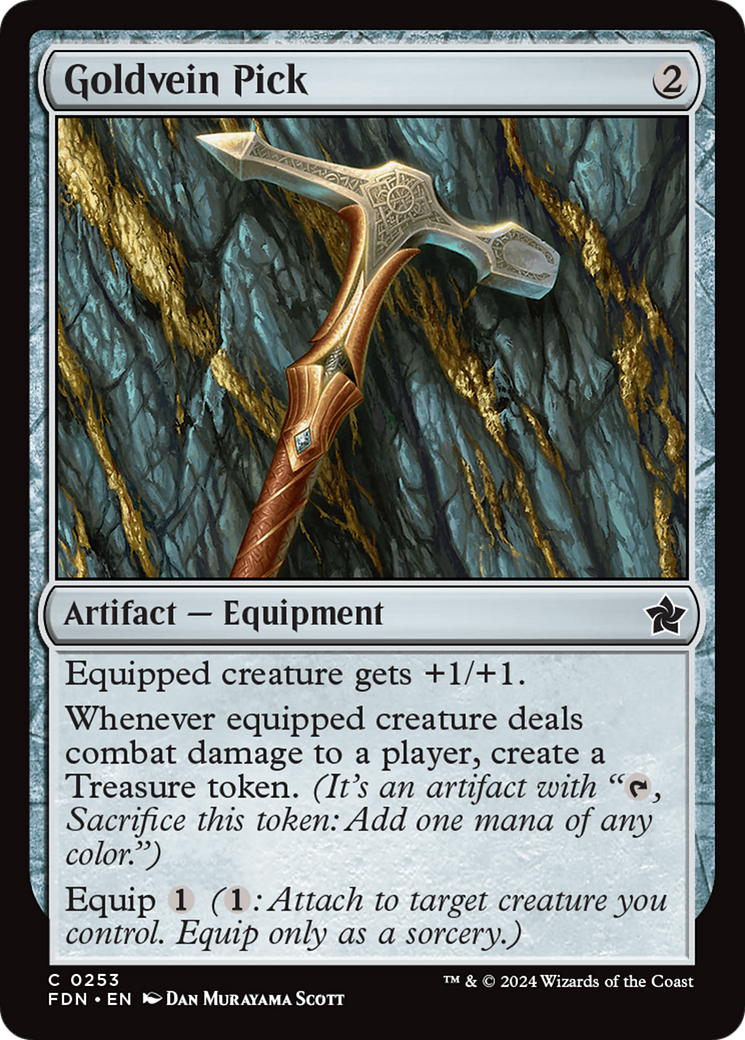 Goldvein Pick 2
Artifact — Equipment
Equipped creature gets +1/+1.
Whenever equipped creature deals
combat damage to a player, create a
Treasure token. (It's an artifact with “
,
Sacrifice this token: Add one mana of any
color.”)
Equip 1 (1: Attach to target creature you
control. Equip only as a sorcery.)
C 0253
FDN • EN Dan Murayama Scott
™ & © 2024 Wizards of the Coast